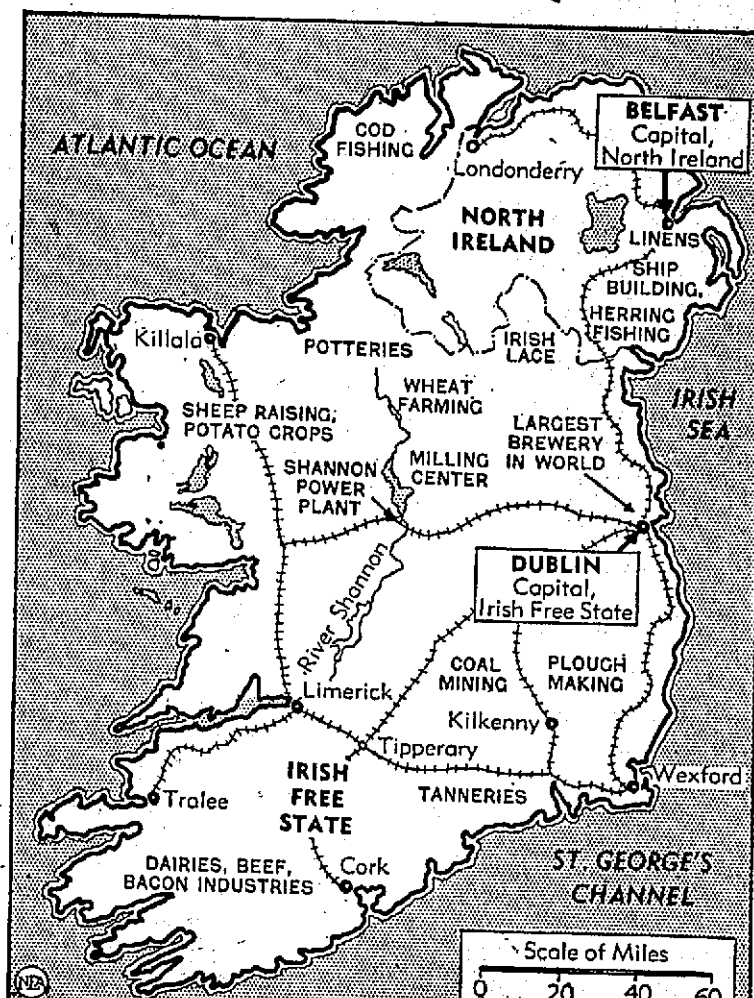 ATLANTIC OCEAN
COD
FISHING
Londonderry
BELFAST
Capital,
North Ireland
NORTH
IRELAND
LINENS
SHIP
BUILDING,
HERRING
FISHING
Killala
POTTERIES
IRISH
LACE
WHEAT
FARMING
IRISH
SEA
SHEEP RAISING,
POTATO CROPS
LARGEST
BREWERY
IN WORLD
MILLING
CENTER
SHANNON
POWER
PLANT
DUBLIN
Capital,
Irish Free State
River Shannon
COAL
MINING
PLOUGH
MAKING
Limerick
Kilkenny
Tipperary
Wexford
IRISH
FREE
STATE
Tralee
TANNERIES
DAIRIES, BEEF,
BACON INDUSTRIES
Cork
ST. GEORGE'S
CHANNEL
Scale of Miles
0 20 40 60
NEA